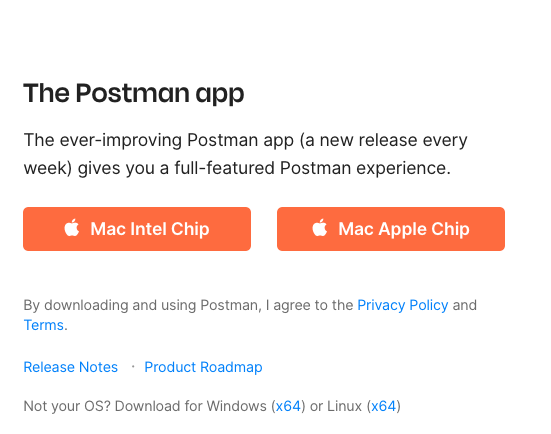 The Postman app
The ever-improving Postman app (a new release every
week) gives you a full-featured Postman experience.
Mac Intel Chip
Mac Apple Chip
By downloading and using Postman, I agree to the Privacy Policy and
Terms.
Release Notes · Product Roadmap
Not your OS? Download for Windows (x64) or Linux (x64)